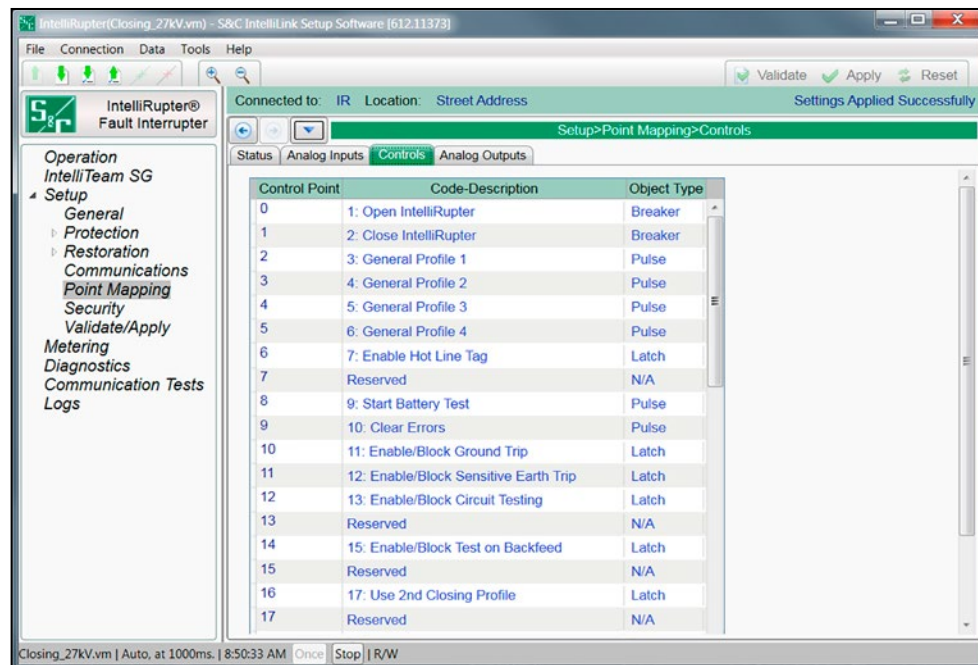 IntelliRupter(Closing_27kV.vm) - S&C IntelliLink Setup Software [612.11373]
File Connection Data Tools Help
Validate Apply Reset
S&C
IntelliRupter®
Fault Interrupter
Connected to: IR Location: Street Address Settings Applied Successfully
Setup>Point Mapping>Controls
Status Analog Inputs Controls Analog Outputs
Operation
IntelliTeam SG
Setup
General
Protection
Restoration
Communications
Point Mapping
Security
Validate/Apply
Metering
Diagnostics
Communication Tests
Logs
Control Point Code-Description Object Type
0 1: Open IntelliRupter Breaker
1 2: Close IntelliRupter Breaker
2 3: General Profile 1 Pulse
3 4: General Profile 2 Pulse
4 5: General Profile 3 Pulse
5 6: General Profile 4 Pulse
6 7: Enable Hot Line Tag Latch
7 Reserved N/A
8 9: Start Battery Test Pulse
9 10: Clear Errors Pulse
10 11: Enable/Block Ground Trip Latch
11 12: Enable/Block Sensitive Earth Trip Latch
12 13: Enable/Block Circuit Testing Latch
13 Reserved N/A
14 15: Enable/Block Test on Backfeed Latch
15 Reserved N/A
16 17: Use 2nd Closing Profile Latch
17 Reserved N/A
Closing_27kV.vm | Auto, at 1000ms. | 8:50:33 AM Once Stop | R/W